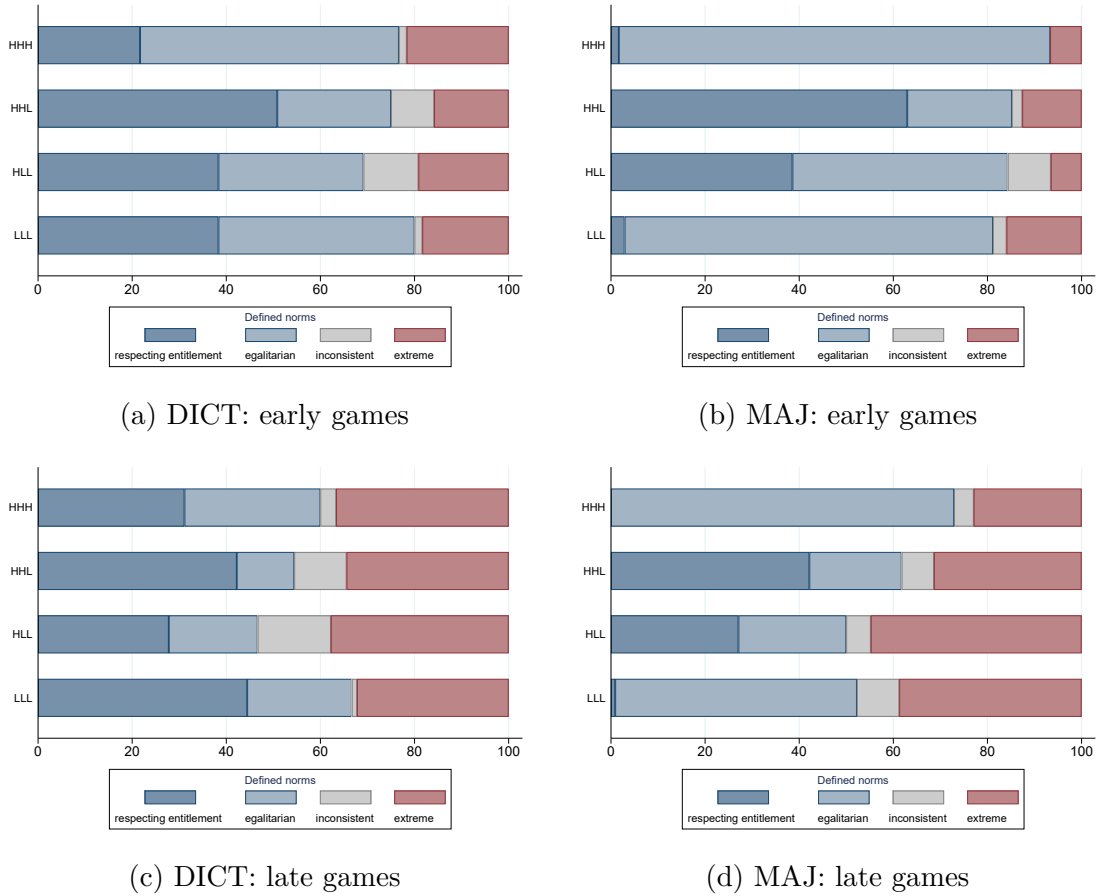 HHH
HHL
HLL
LLL
0 20 40 60 80 100
Defined norms
respecting entitlement egalitarian inconsistent extreme
(a) DICT: early games
HHH
HHL
HLL
LLL
0 20 40 60 80 100
Defined norms
respecting entitlement egalitarian inconsistent extreme
(b) MAJ: early games
HHH
HHL
HLL
LLL
0 20 40 60 80 100
Defined norms
respecting entitlement egalitarian inconsistent extreme
(c) DICT: late games
HHH
HHL
HLL
LLL
0 20 40 60 80 100
Defined norms
respecting entitlement egalitarian inconsistent extreme
(d) MAJ: late games